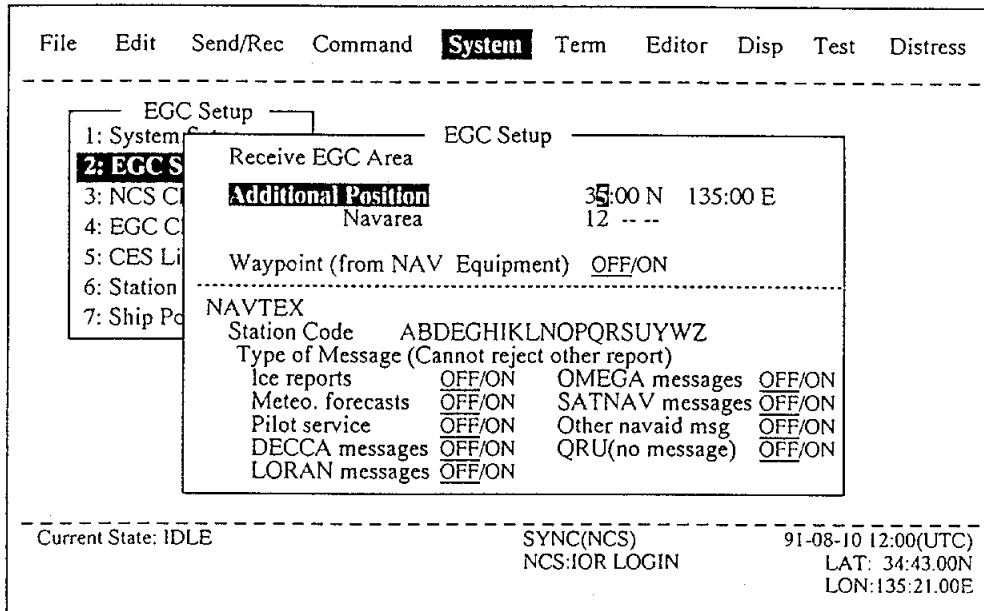 File Edit Send/Rec Command System Term Editor Disp Test Distress
EGC Setup
1: System
2: EGC S
3: NCS C
4: EGC C
5: CES Li
6: Station
7: Ship Po
EGC Setup
Receive EGC Area
Additional Position 35:00 N 135:00 E
Navarea 12 -- --
Waypoint (from NAV Equipment) OFF/ON
NAVTEX
Station Code ABDEGHIKLNOPQRSUYWZ
Type of Message (Cannot reject other report)
Ice reports OFF/ON OMEGA messages OFF/ON
Meteo. forecasts OFF/ON SATNAV messages OFF/ON
Pilot service OFF/ON Other navaid msg OFF/ON
DECCA messages OFF/ON QRU(no message) OFF/ON
LORAN messages OFF/ON
Current State: IDLE SYNC(NCS) 91-08-10 12:00(UTC)
NCS:IOR LOGIN LAT: 34:43.00N
LON:135:21.00E